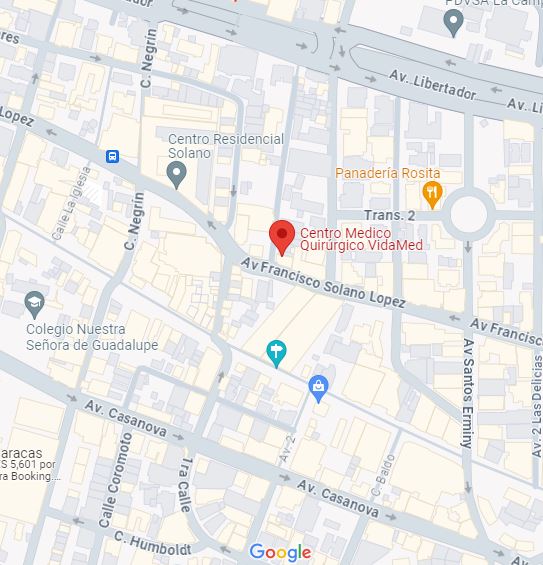 PDVSA La Camp
C. Negrín
Av. Libertador
Av. Li
Lopez
Centro Residencial
Solano
Panadería Rosita
Calle La Iglesia
C. Negrín
Trans. 2
Centro Medico
Quirúrgico VidaMed
Av Francisco Solano Lopez
Av Francisc
Colegio Nuestra
Señora de Guadalupe
Av Santos Erminy
Av. 2 Las Delicias
Av. Casanova
Av. 2
aracas
ES 5,601 por
ra Booking....
Calle Coromoto
1ra Calle
C. Baldo
Av. Casanova
C. Humboldt
Google